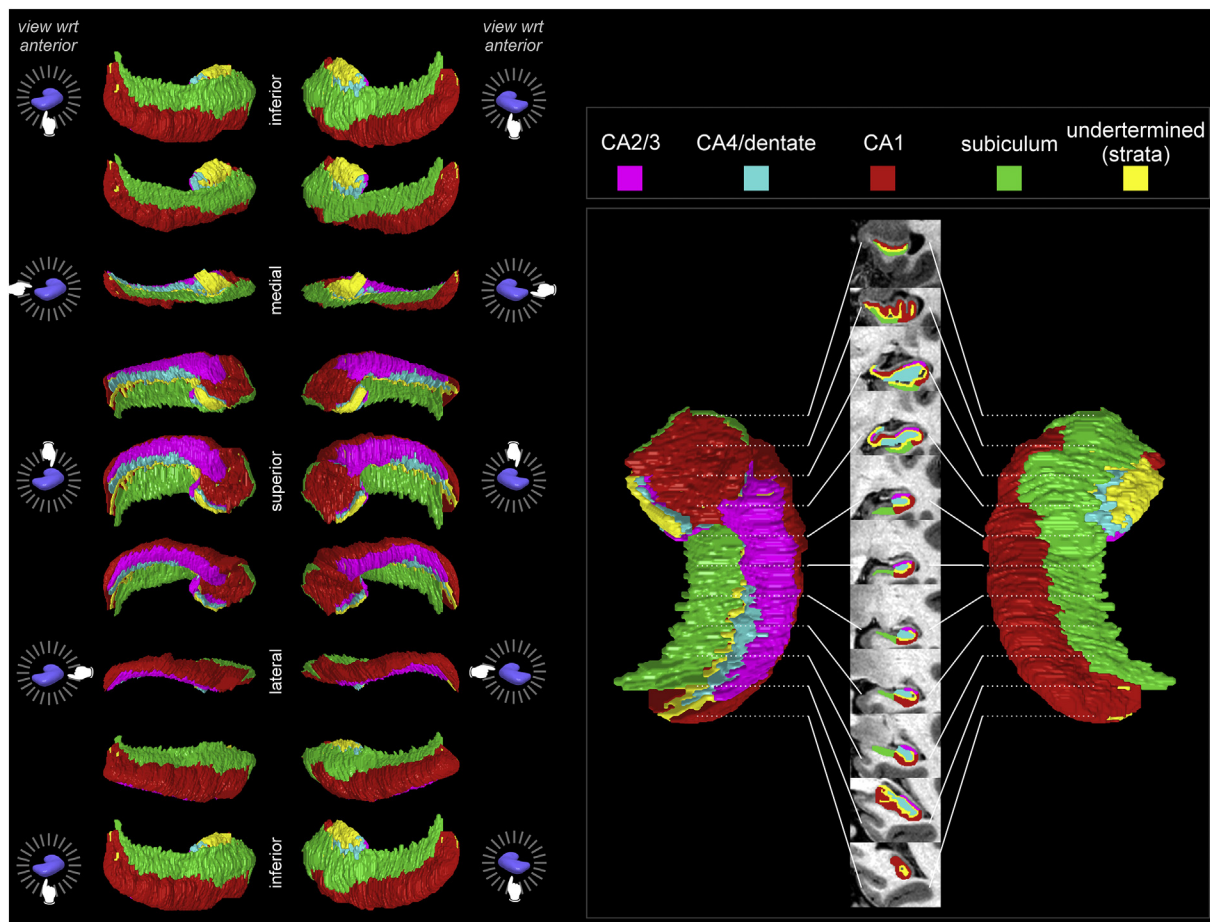 view wrt
anterior
view wrt
anterior
inferior
medial
superior
lateral
inferior
CA2/3
CA4/dentate
CA1
subiculum
undertermined
(strata)